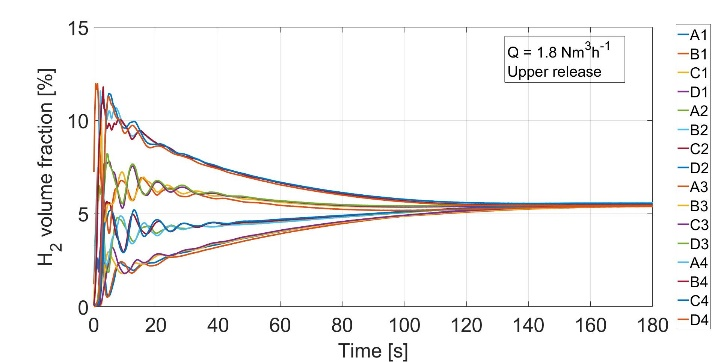 15
10
5
0
H2 volume fraction [%]
Q = 1.8 Nm3h-1
Upper release
0 20 40 60 80 100 120 140 160 180
Time [s]
A1
B1
C1
D1
A2
B2
C2
D2
A3
B3
C3
D3
A4
B4
C4
D4